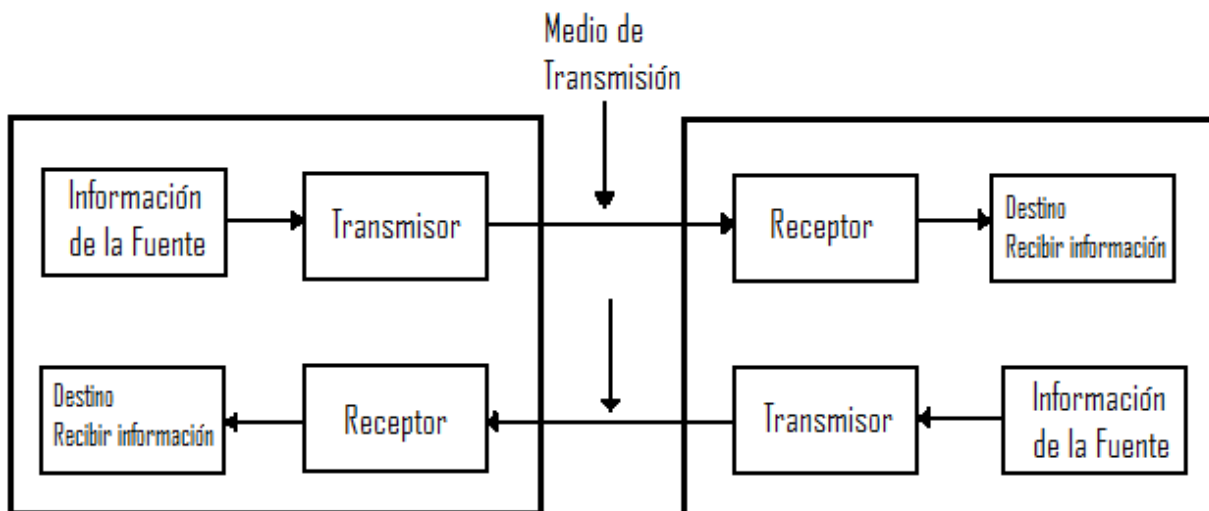 Medio de
Transmisión
Información
de la Fuente
Transmisor
Receptor
Destino
Recibir información
Destino
Recibir información
Receptor
Transmisor
Información
de la Fuente